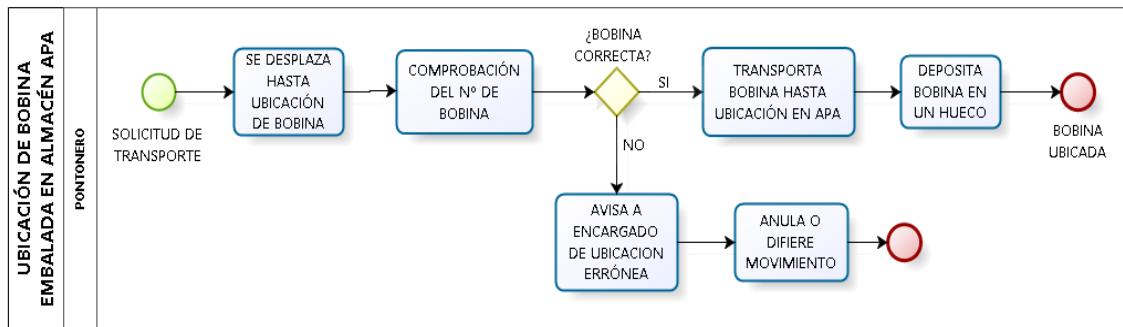 UBICACIÓN DE BOBINA
EMBALADA EN ALMACÉN APA
PONTONERO
SOLICITUD DE
TRANSPORTE
SE DESPLAZA
HASTA
UBICACIÓN
DE BOBINA
COMPROBACIÓN
DEL Nº DE
BOBINA
¿BOBINA
CORRECTA?
SI
NO
TRANSPORTA
BOBINA HASTA
UBICACIÓN EN APA
DEPOSITA
BOBINA EN
UN HUECO
BOBINA
UBICADA
AVISA A
ENCARGADO
DE UBICACION
ERRÓNEA
ANULA O
DIFIERE
MOVIMIENTO